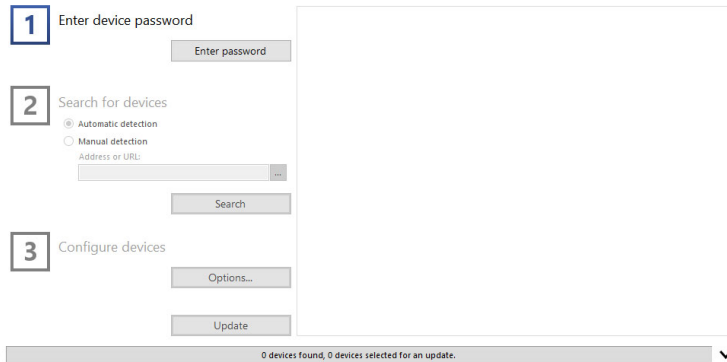 1
Enter device password
Enter password
2
Search for devices
Automatic detection
Manual detection
Address or URL:
...
Search
3
Configure devices
Options...
Update
0 devices found, 0 devices selected for an update.